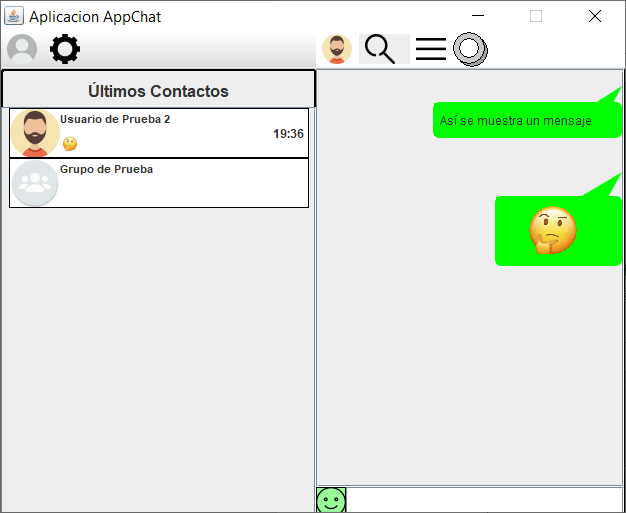 Aplicacion AppChat
Últimos Contactos
Usuario de Prueba 2
19:36
Grupo de Prueba
Así se muestra un mensaje